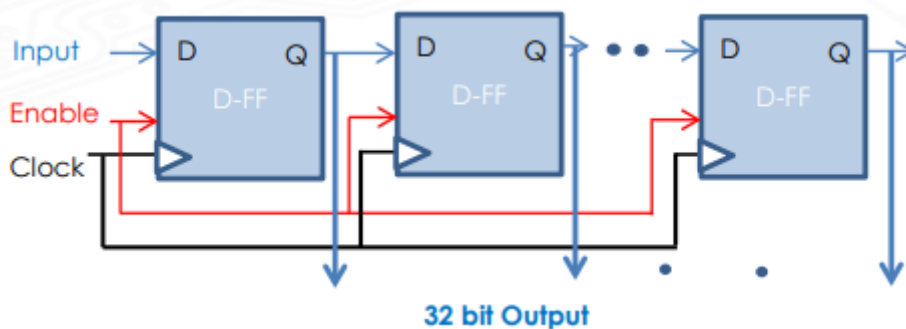 Input
Enable
Clock
D Q
D-FF
D Q
D-FF
D Q
D-FF
32 bit Output